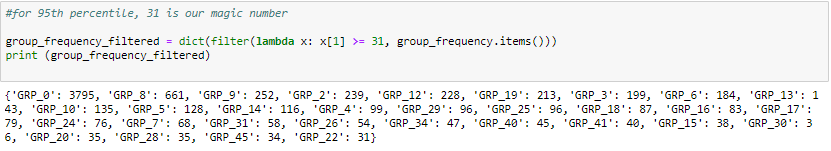 #for 95th percentile, 31 is our magic number
group_frequency_filtered = dict(filter(lambda x: x[1] >= 31, group_frequency.items()))
print (group_frequency_filtered)
{'GRP_0': 3795, 'GRP_8': 661, 'GRP_9': 252, 'GRP_2': 239, 'GRP_12': 228, 'GRP_19': 213, 'GRP_3': 199, 'GRP_6': 184, 'GRP_13': 1
43, 'GRP_10': 135, 'GRP_5': 128, 'GRP_14': 116, 'GRP_4': 99, 'GRP_29': 96, 'GRP_25': 96, 'GRP_18': 87, 'GRP_16': 83, 'GRP_17':
79, 'GRP_24': 76, 'GRP_7': 68, 'GRP_31': 58, 'GRP_26': 54, 'GRP_34': 47, 'GRP_40': 45, 'GRP_41': 40, 'GRP_15': 38, 'GRP_30': 3
6, 'GRP_20': 35, 'GRP_28': 35, 'GRP_45': 34, 'GRP_22': 31}